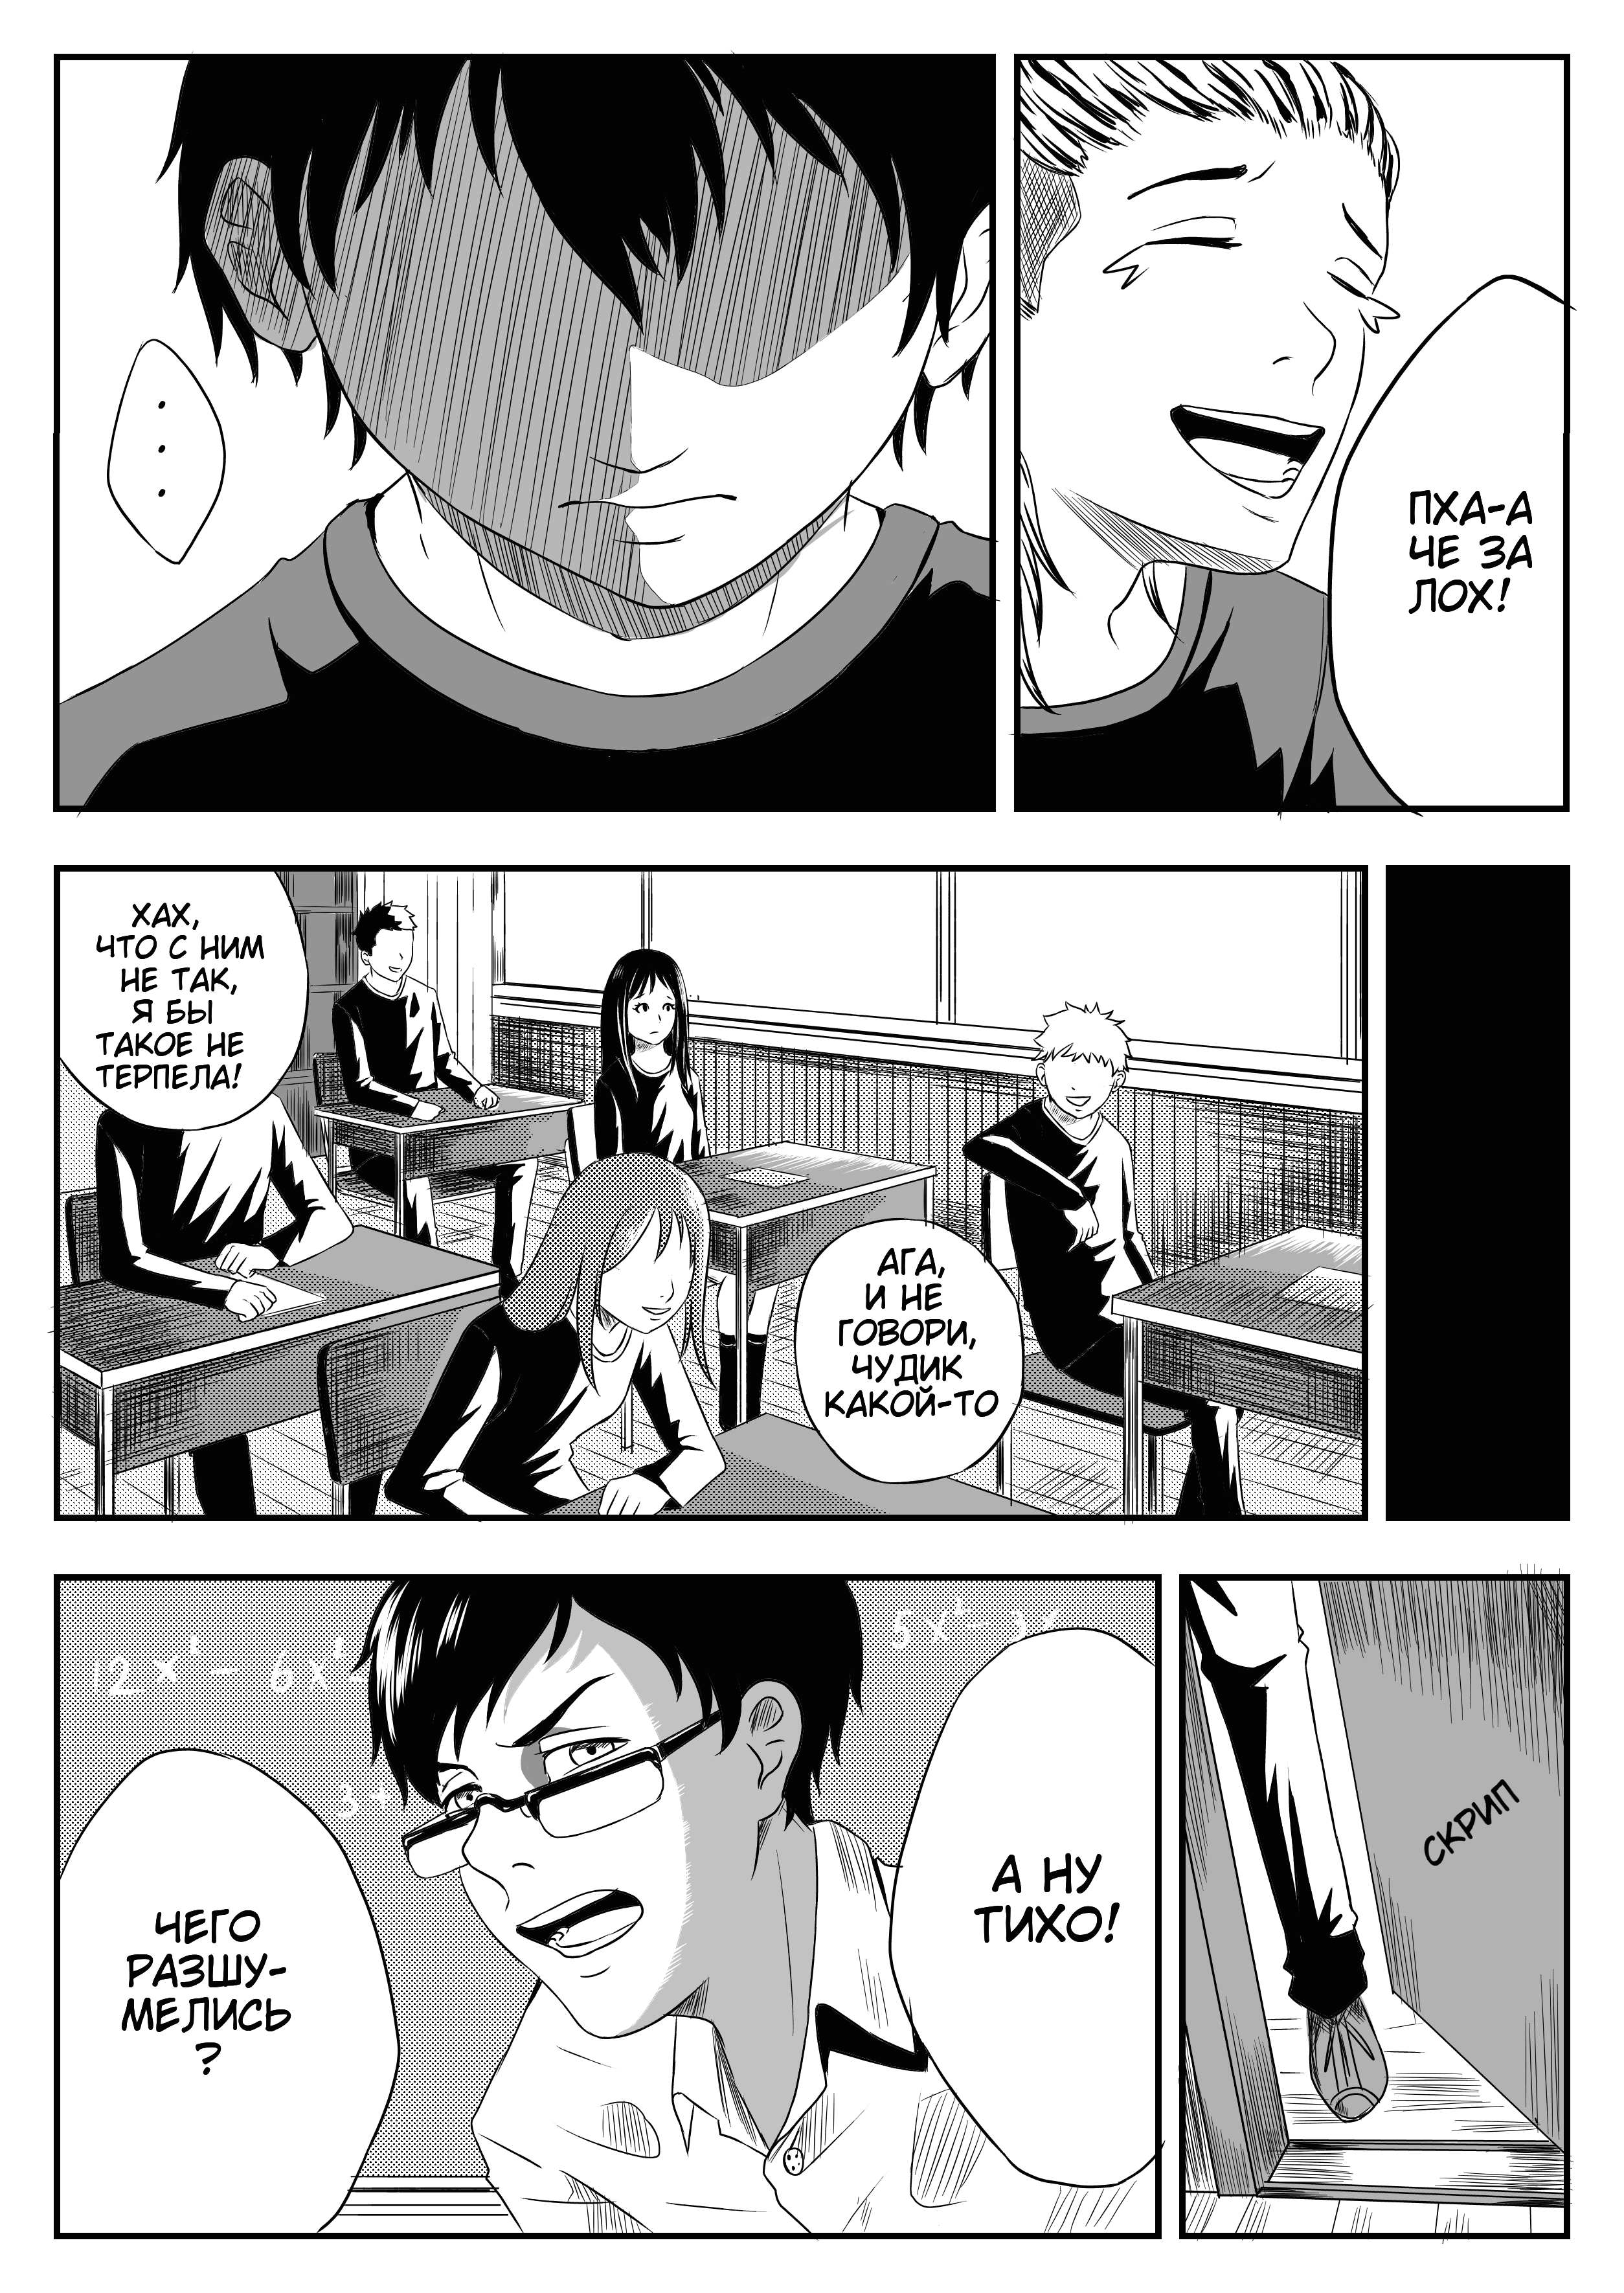 ПХА-А
ЧЕ ЗА
ЛОХ!
. . .
ХАХ,
ЧТО С НИМ
НЕ ТАК,
Я БЫ
ТАКОЕ НЕ
ТЕРПЕЛА!
АГА,
И НЕ
ГОВОРИ,
ЧУДИК
КАКОЙ-ТО
СКРИП
А НУ
ТИХО!
ЧЕГО
РАЗШУ-
МЕЛИСЬ
?